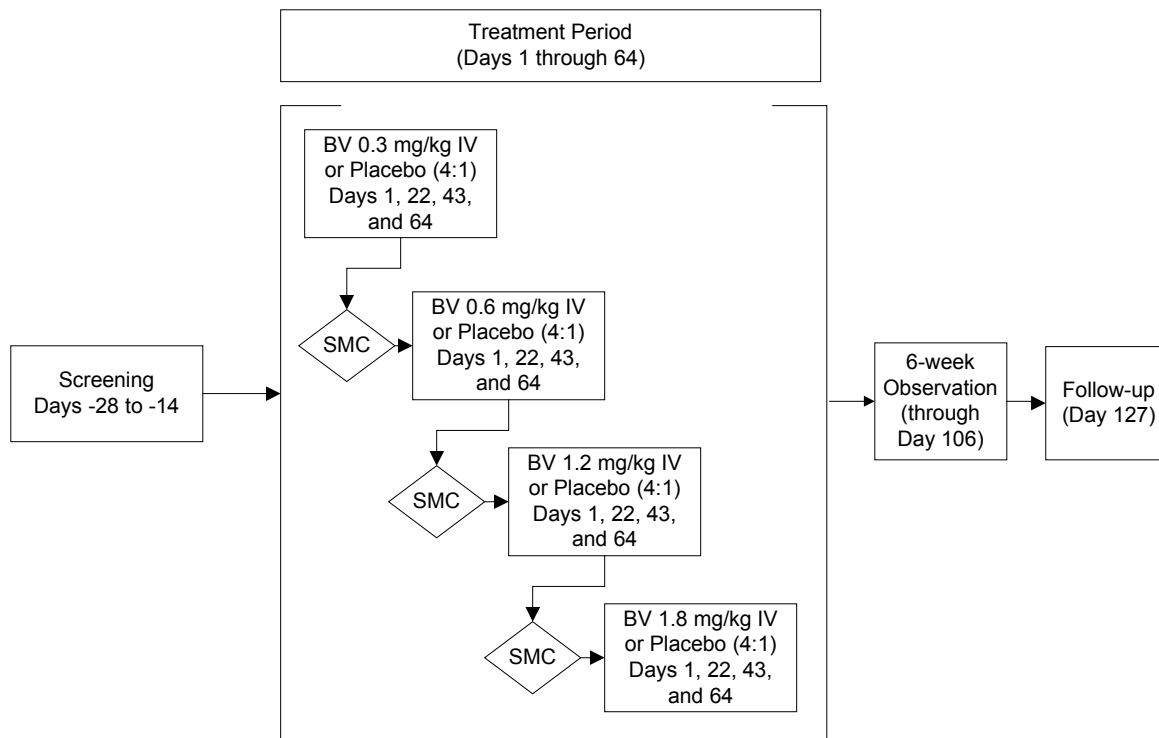 Treatment Period
(Days 1 through 64)
BV 0.3 mg/kg IV
or Placebo (4:1)
Days 1, 22, 43,
and 64
SMC
BV 0.6 mg/kg IV
or Placebo (4:1)
Days 1, 22, 43,
and 64
Screening
Days -28 to -14
6-week
Observation
(through
Day 106)
Follow-up
(Day 127)
SMC
BV 1.2 mg/kg IV
or Placebo (4:1)
Days 1, 22, 43,
and 64
SMC
BV 1.8 mg/kg IV
or Placebo (4:1)
Days 1, 22, 43,
and 64